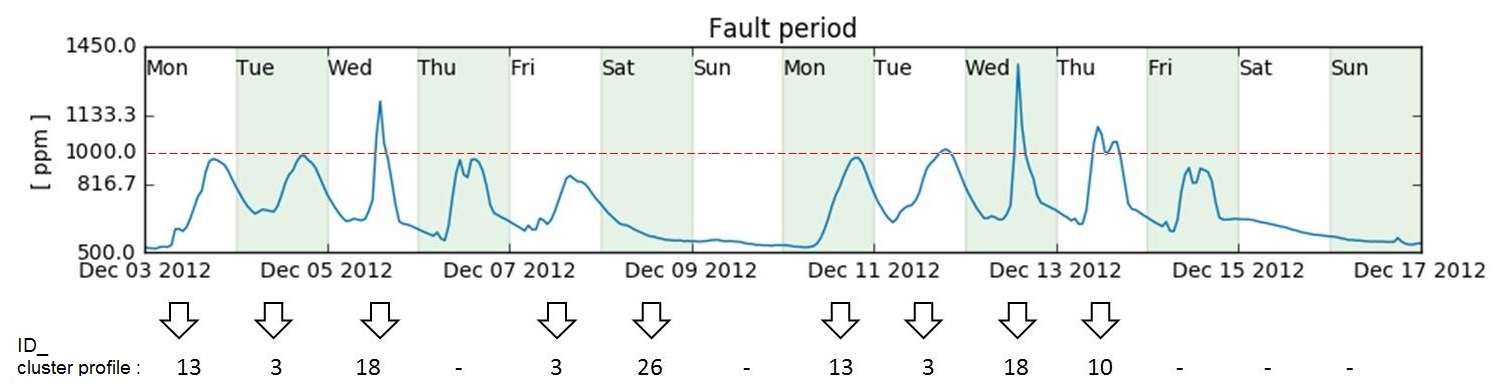 Fault period
1450.0
Mon Tue Wed Thu Fri Sat Sun Mon Tue Wed Thu Fri Sat Sun
1133.3
1000.0
816.7
500.0
[ ppm ]
Dec 03 2012 Dec 05 2012 Dec 07 2012 Dec 09 2012 Dec 11 2012 Dec 13 2012 Dec 15 2012 Dec 17 2012
ID_
cluster profile : 13 3 18 - 3 26 - 13 3 18 10 - - -